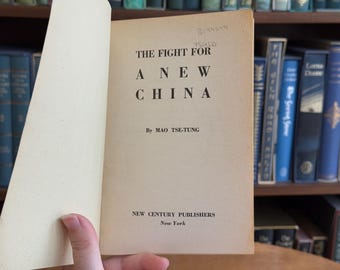 THE FIGHT FOR
A NEW
CHINA
By MAO TSE-TUNG
NEW CENTURY PUBLISHERS
New York